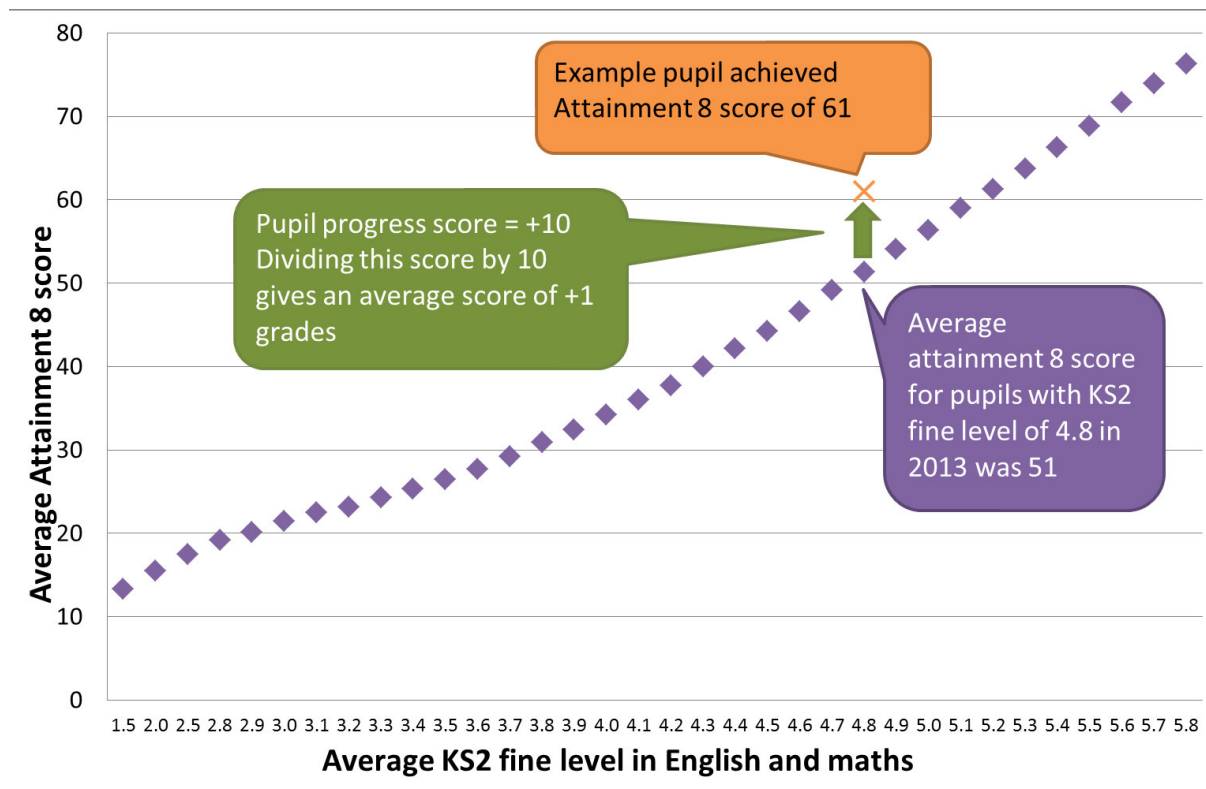 80
70
60
50
40
30
20
10
0
Average Attainment 8 score
Example pupil achieved
Attainment 8 score of 61
Pupil progress score = +10
Dividing this score by 10
gives an average score of +1
grades
Average
attainment 8 score
for pupils with KS2
fine level of 4.8 in
2013 was 51
1.5 2.0 2.5 2.8 2.9 3.0 3.1 3.2 3.3 3.4 3.5 3.6 3.7 3.8 3.9 4.0 4.1 4.2 4.3 4.4 4.5 4.6 4.7 4.8 4.9 5.0 5.1 5.2 5.3 5.4 5.5 5.6 5.7 5.8
Average KS2 fine level in English and maths